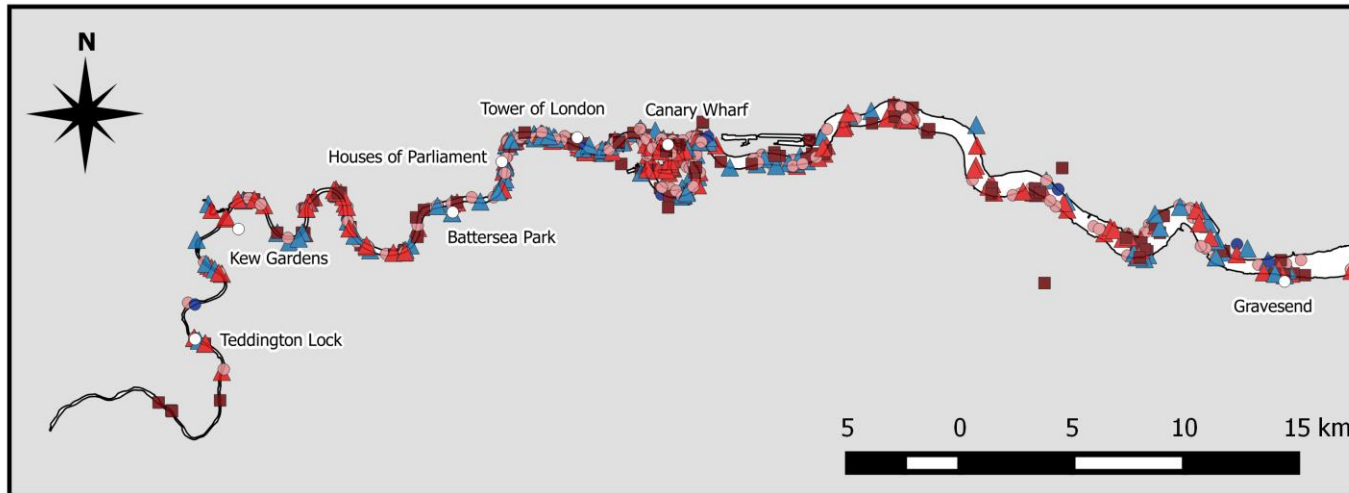 N
Tower of London
Canary Wharf
Houses of Parliament
Battersea Park
Kew Gardens
Teddington Lock
Gravesend
5 0 5 10 15 km